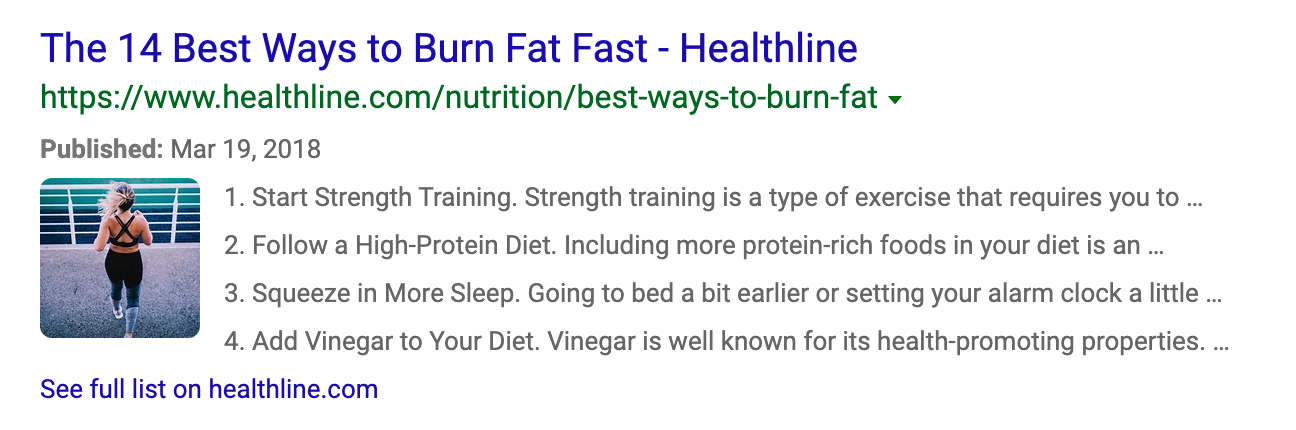 The 14 Best Ways to Burn Fat Fast - Healthline
https://www.healthline.com/nutrition/best-ways-to-burn-fat
Published: Mar 19, 2018
1. Start Strength Training. Strength training is a type of exercise that requires you to ...
2. Follow a High-Protein Diet. Including more protein-rich foods in your diet is an ...
3. Squeeze in More Sleep. Going to bed a bit earlier or setting your alarm clock a little ...
4. Add Vinegar to Your Diet. Vinegar is well known for its health-promoting properties. ...
See full list on healthline.com